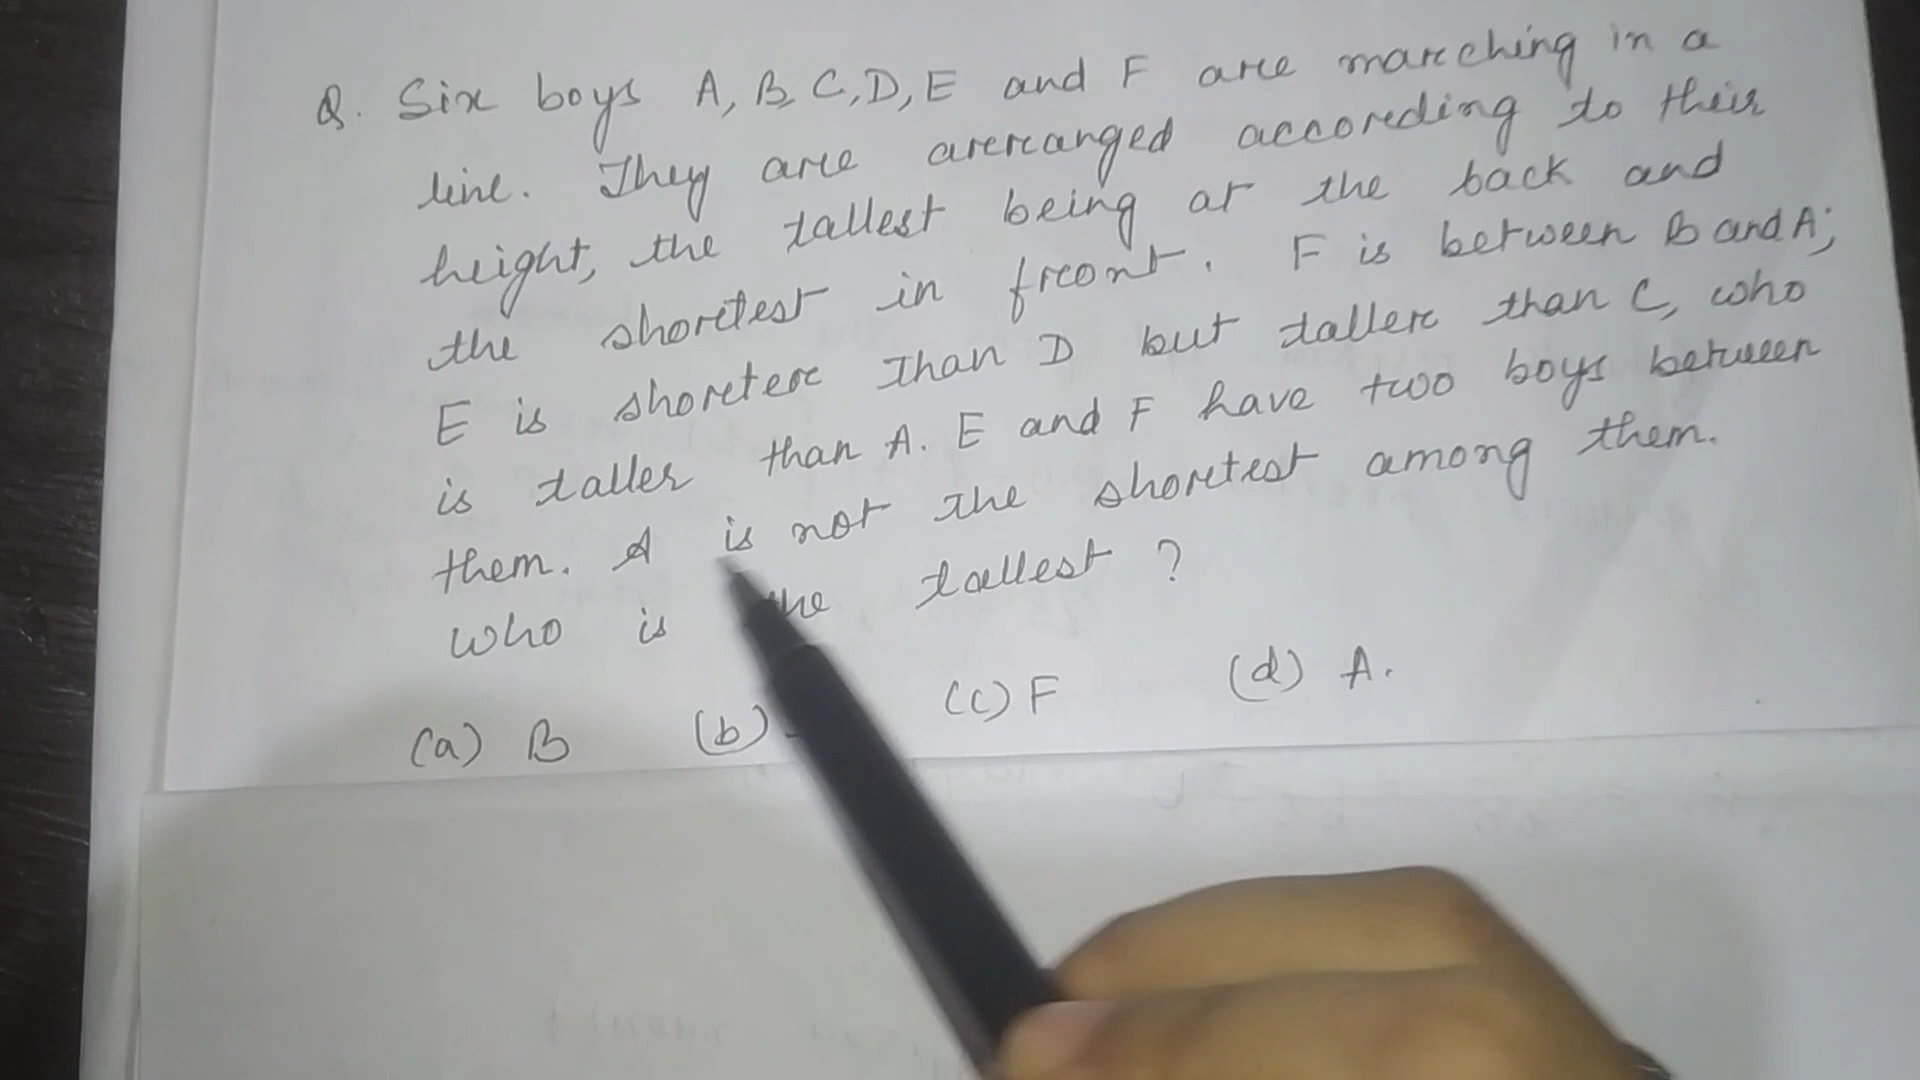 Q. Six boys A, B, C, D, E and F are marching in a
line. They are arranged according to their
height, the tallest being at the back and
the shortest in front. F is between B and A;
E is shorter than D but taller than C, who
is taller than A. E and F have two boys between
them. A is not the shortest among them.
Who is the tallest ?
(a) B (b) (c) F (d) A.